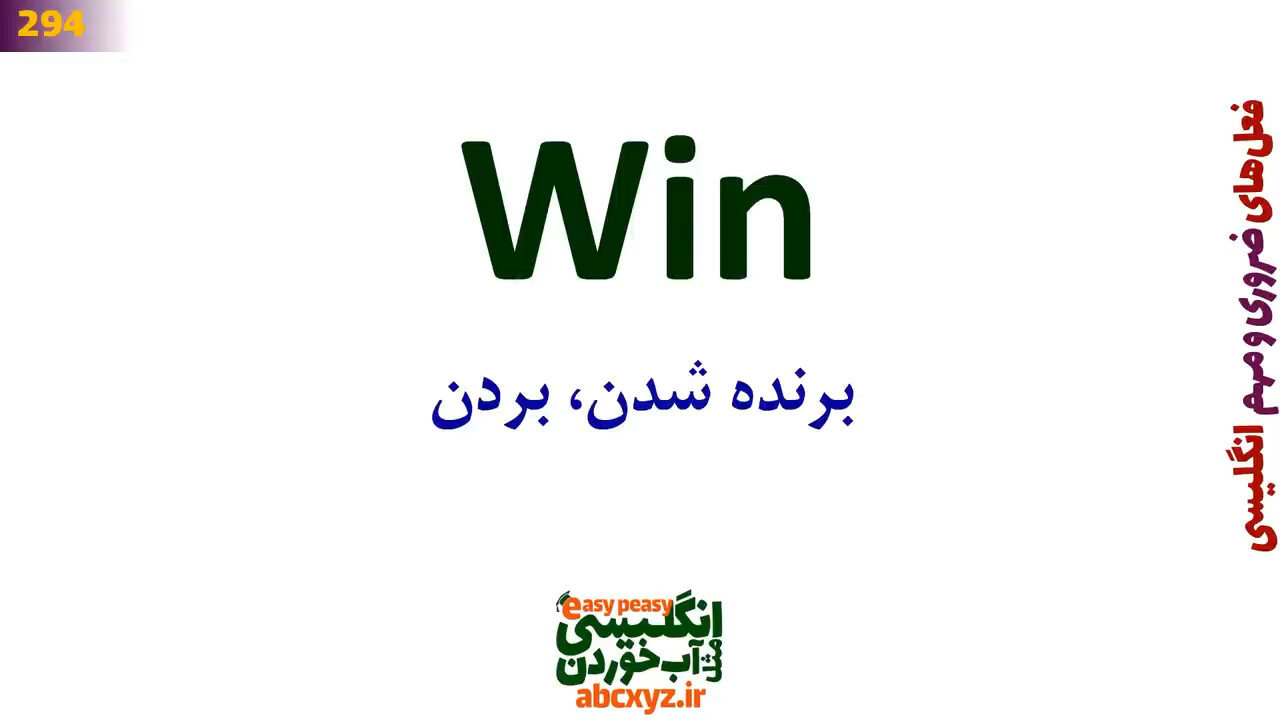 294
Win
برنده شدن، بردن
فعل‌های ضروری و مهم انگلیسی
easy peasy
انگلیسی
مثل آب خوردن
abcxyz.ir